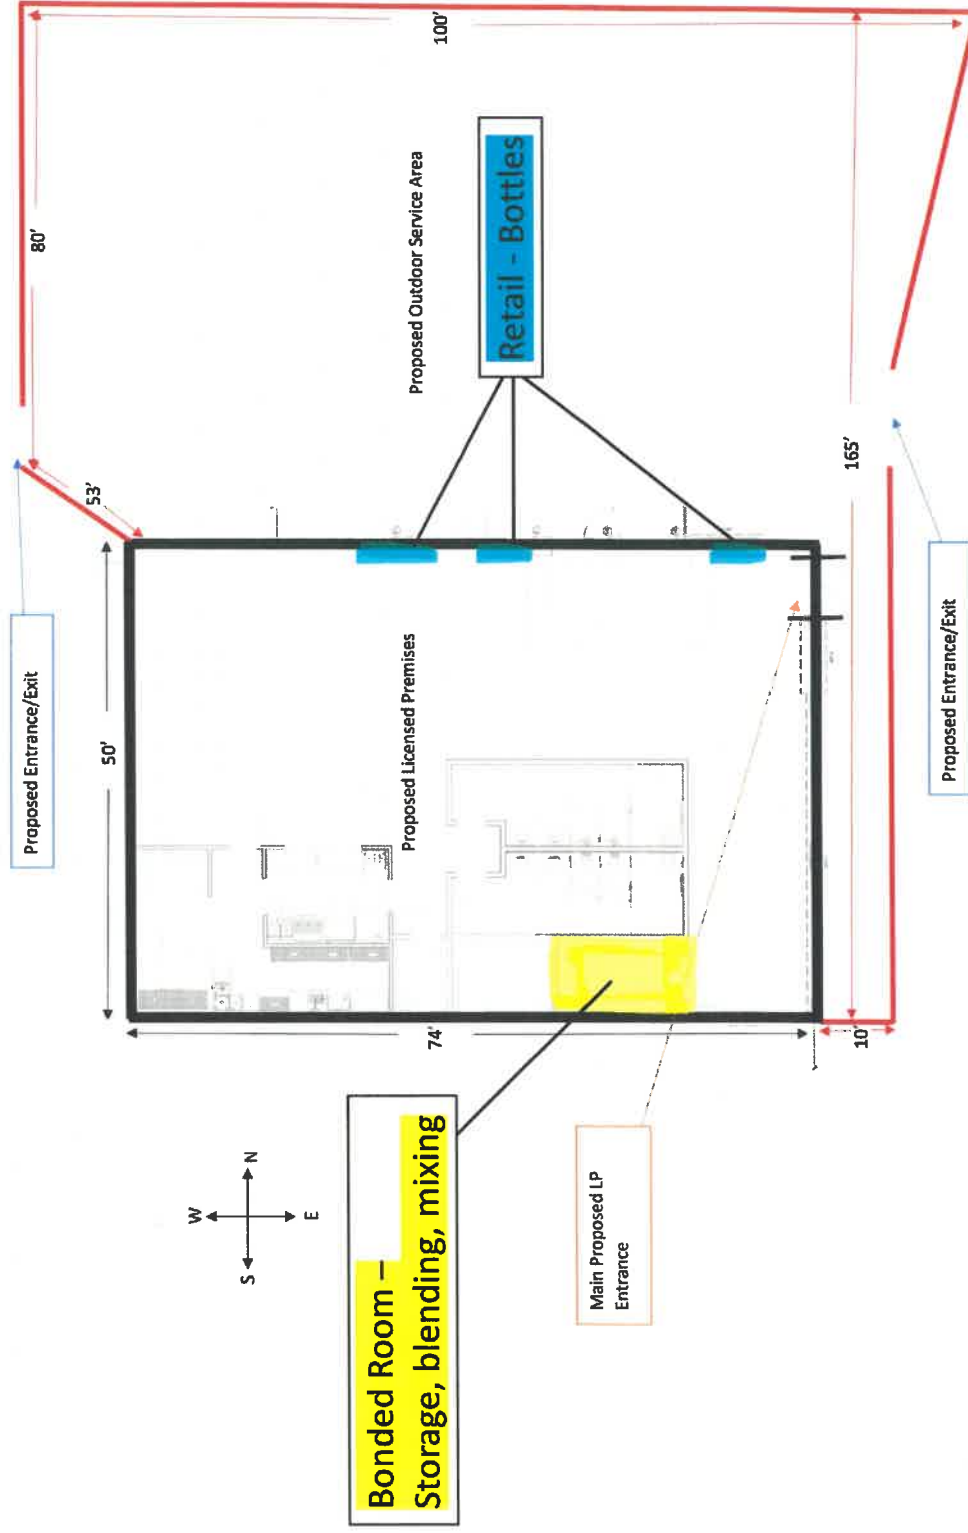 Proposed Entrance/Exit
80'
100'
53'
50'
Proposed Outdoor Service Area
Retail - Bottles
Proposed Licensed Premises
74'
165'
10'
W
S
N
E
Bonded Room –
Storage, blending, mixing
Main Proposed LP
Entrance
Proposed Entrance/Exit